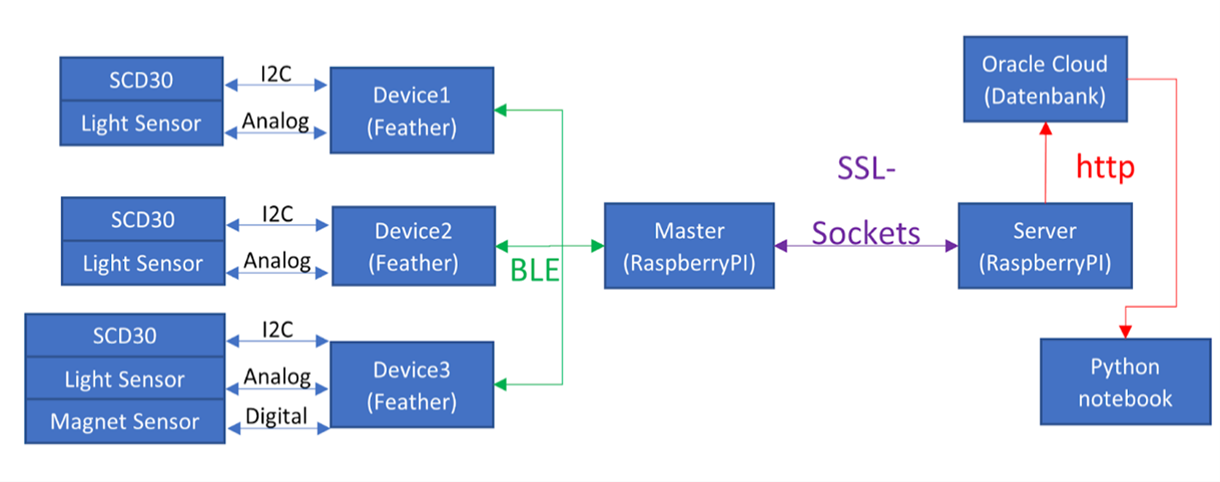 SCD30
Light Sensor
I2C
Analog
Device1
(Feather)
SCD30
Light Sensor
I2C
Analog
Device2
(Feather)
SCD30
Light Sensor
Magnet Sensor
I2C
Analog
Digital
Device3
(Feather)
BLE
Master
(RaspberryPI)
SSL-
Sockets
Server
(RaspberryPI)
http
Oracle Cloud
(Datenbank)
Python
notebook